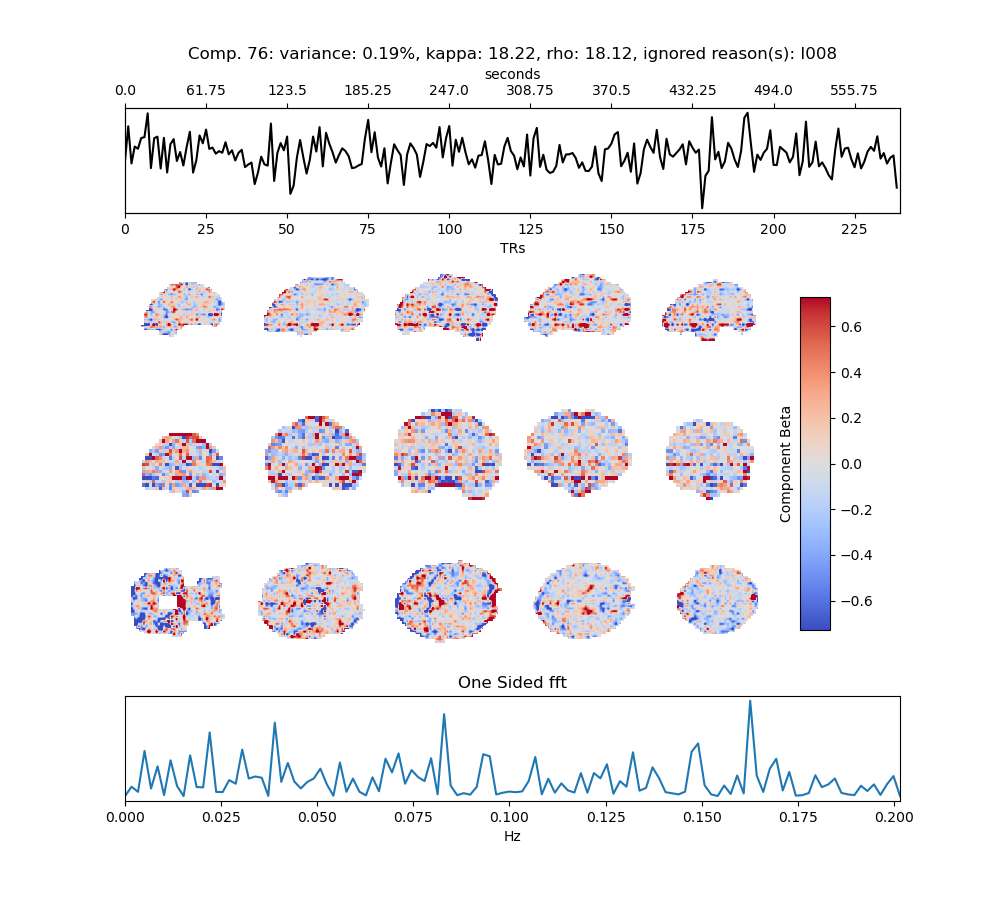 Comp. 76: variance: 0.19%, kappa: 18.22, rho: 18.12, ignored reason(s): I008
seconds
0.0 61.75 123.5 185.25 247.0 308.75 370.5 432.25 494.0 555.75
0 25 50 75 100 125 150 175 200 225
TRs
0.6
0.4
0.2
0.0
−0.2
−0.4
−0.6
Component Beta
One Sided fft
0.000 0.025 0.050 0.075 0.100 0.125 0.150 0.175 0.200
Hz